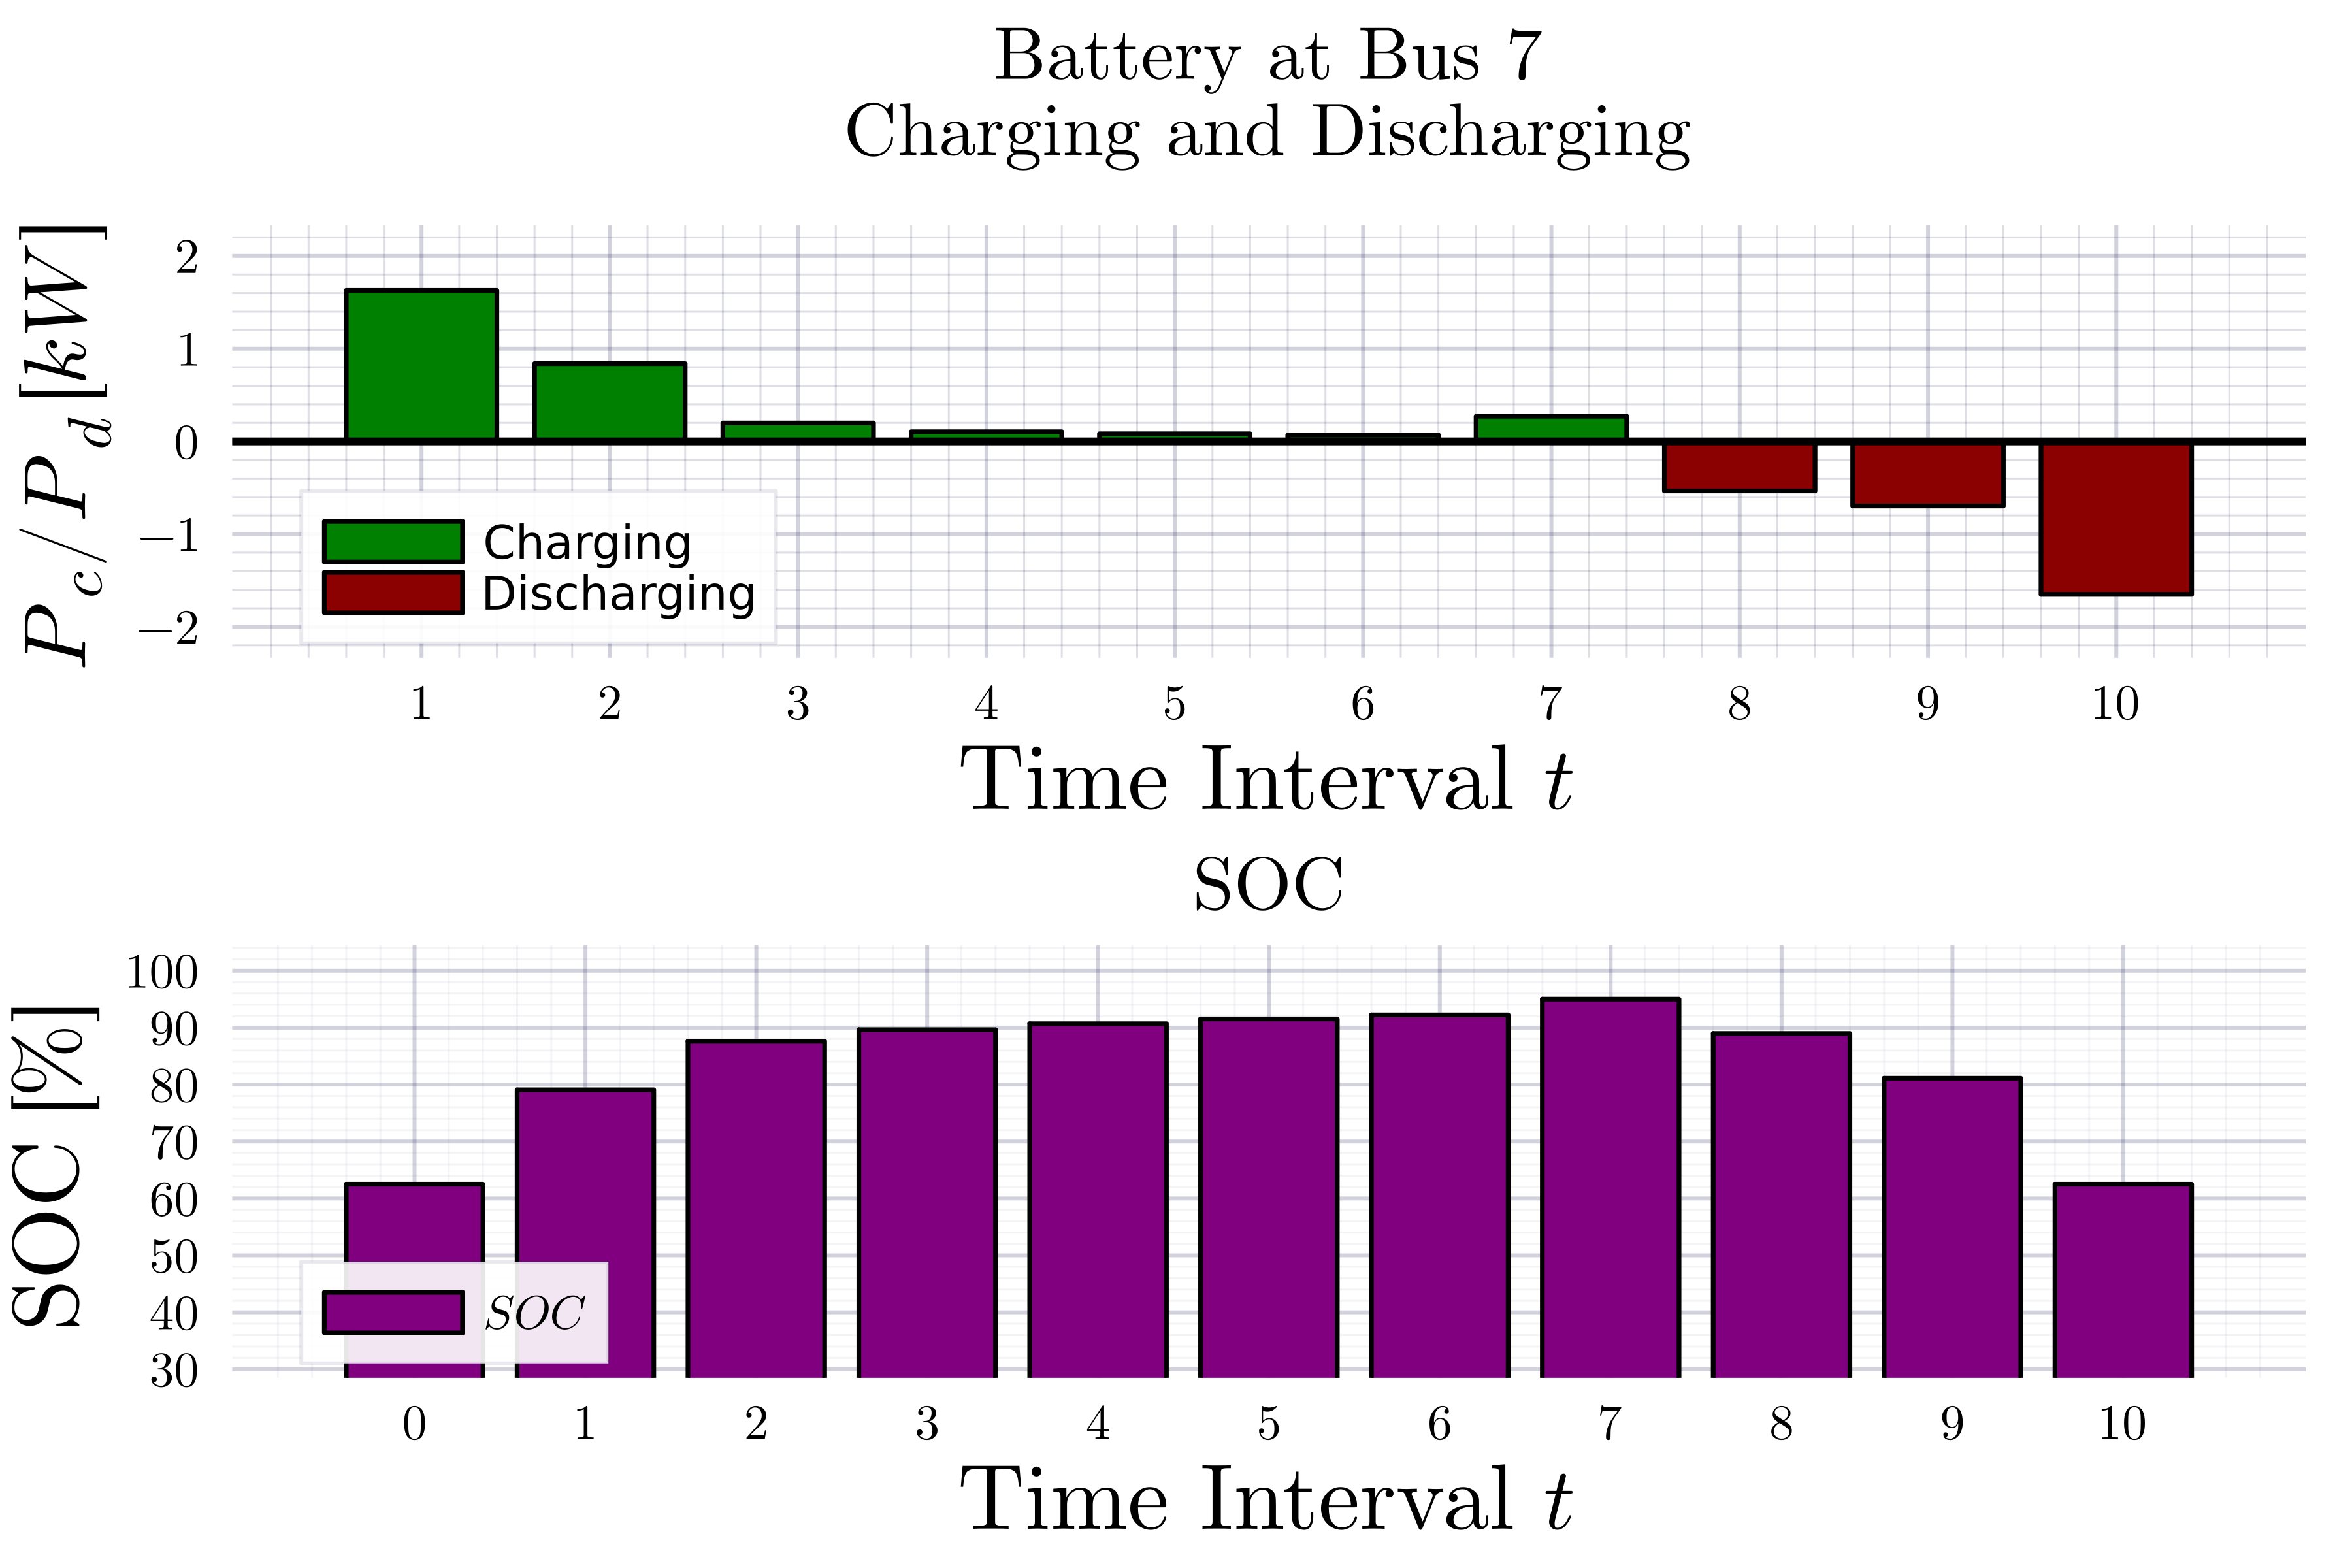 Battery at Bus 7
Charging and Discharging
P_c/P_d [kW]
2
1
0
−1
−2
Charging
Discharging
1 2 3 4 5 6 7 8 9 10
Time Interval t
SOC
SOC [%]
100
90
80
70
60
50
40
30
SOC
0 1 2 3 4 5 6 7 8 9 10
Time Interval t